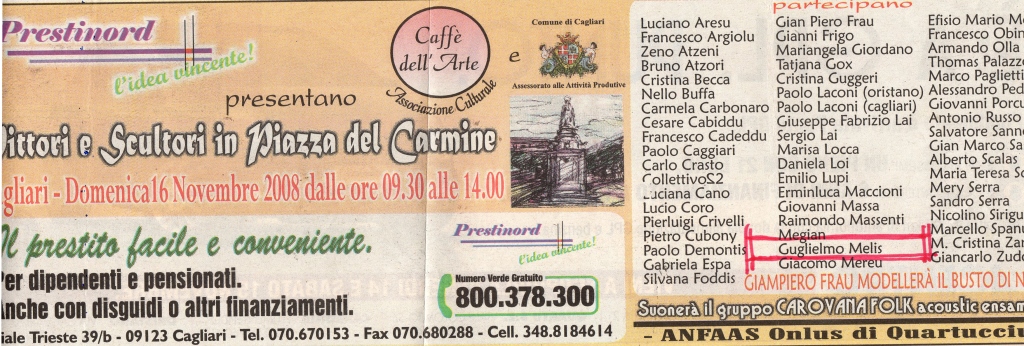 Prestinord
l'idea vincente!
Caffè
dell'Arte
Associazione Culturale
e
Comune di Cagliari
Assessorato alle Attività Produtive
presentano
ittori e Scultori in Piazza del Carmine
gliari - Domenica16 Novembre 2008 dalle ore 09.30 alle 14.00
Il prestito facile e conveniente.
Per dipendenti e pensionati.
Anche con disguidi o altri finanziamenti.
Prestinord
l'idea vincente!
Numero Verde Gratuito
800.378.300
iale Trieste 39/b - 09123 Cagliari - Tel. 070.670153 - Fax 070.680288 - Cell. 348.8184614
partecipano
Luciano Aresu
Francesco Argiolu
Zeno Atzeni
Bruno Atzori
Cristina Becca
Nello Buffa
Carmela Carbonaro
Cesare Cabiddu
Francesco Cadeddu
Paolo Caggiari
Carlo Crasto
CollettivoS2
Luciana Cano
Lucio Coro
Pierluigi Crivelli
Pietro Cubony
Paolo Demontis
Gabriela Espa
Silvana Foddis
Gian Piero Frau
Gianni Frigo
Mariangela Giordano
Tatjana Gox
Cristina Guggeri
Paolo Laconi (oristano)
Paolo Laconi (cagliari)
Giuseppe Fabrizio Lai
Sergio Lai
Marisa Locca
Daniela Loi
Emilio Lupi
Erminluca Maccioni
Giovanni Massa
Raimondo Massenti
Megian
Guglielmo Melis
Giacomo Mereu
Efisio Mario Me
Francesco Obin
Armando Olla
Thomas Palazzo
Marco Paglietti
Alessandro Ped
Giovanni Porcu
Antonio Russo
Salvatore Sann
Gian Marco Sa
Alberto Scalas
Maria Teresa Sc
Mery Serra
Sandro Serra
Nicolino Sirigu
Marcello Spanu
M. Cristina Zan
Giancarlo Zudd
GIAMPIERO FRAU MODELLERÀ IL BUSTO DI N
Suonerà il gruppo CAROVANA FOLK acoustic ensam
- ANFAAS Onlus di Quartucciu